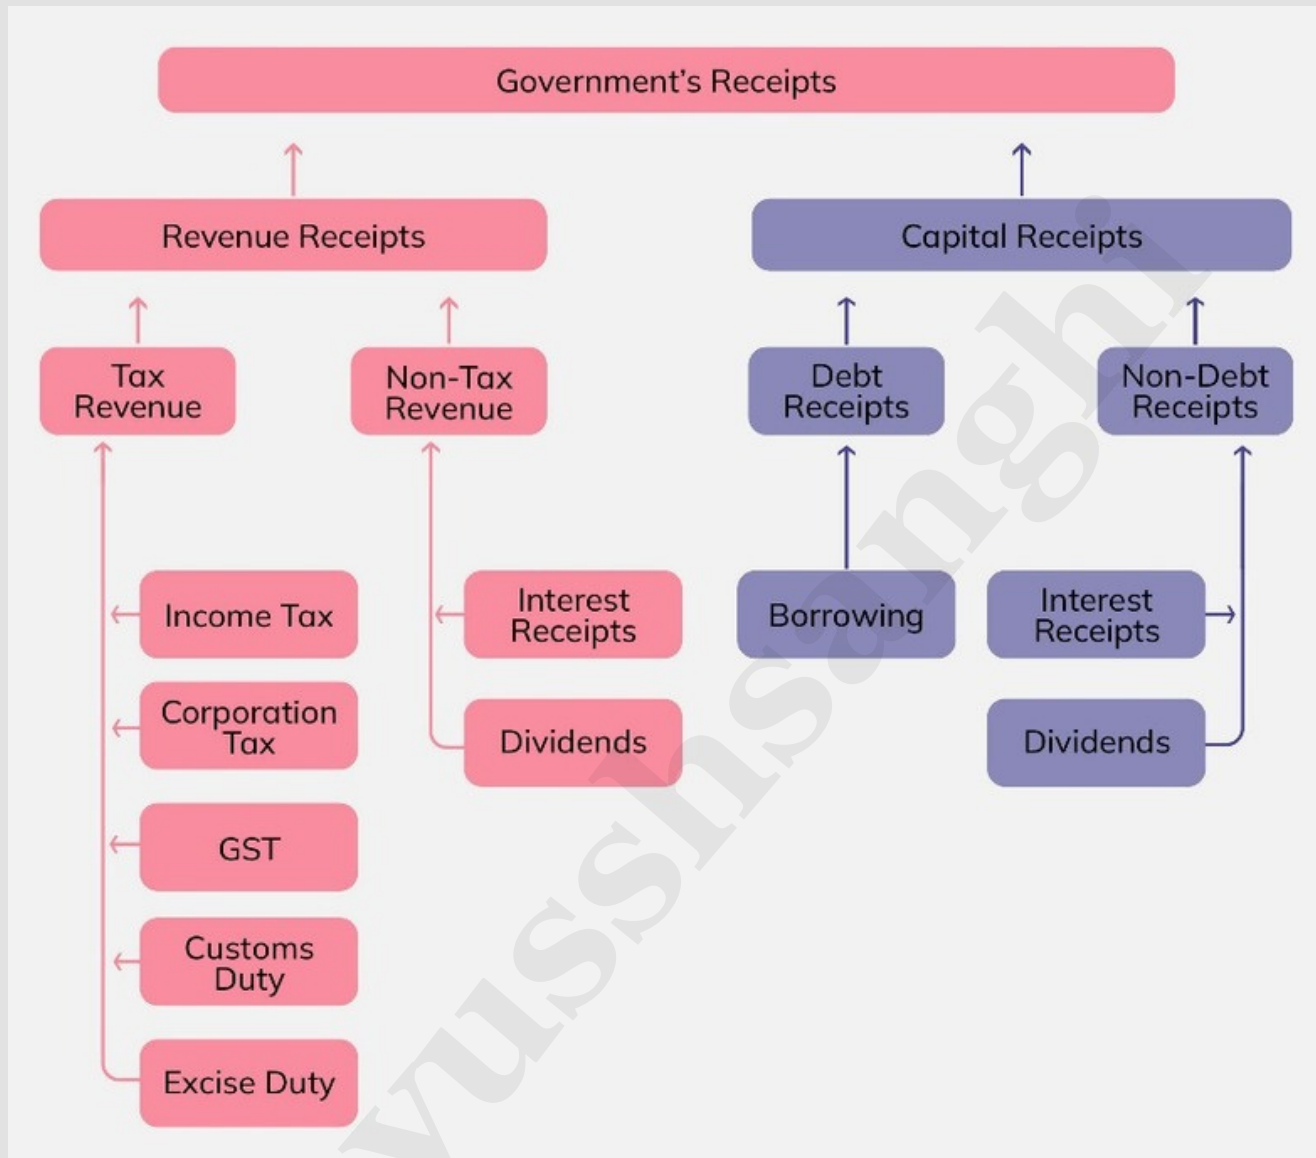 Government’s Receipts
Revenue Receipts
Capital Receipts
Tax
Revenue
Non-Tax
Revenue
Debt
Receipts
Non-Debt
Receipts
Income Tax
Interest
Receipts
Borrowing
Interest
Receipts
Corporation
Tax
Dividends
Dividends
GST
Customs
Duty
Excise Duty
yusshsanghi